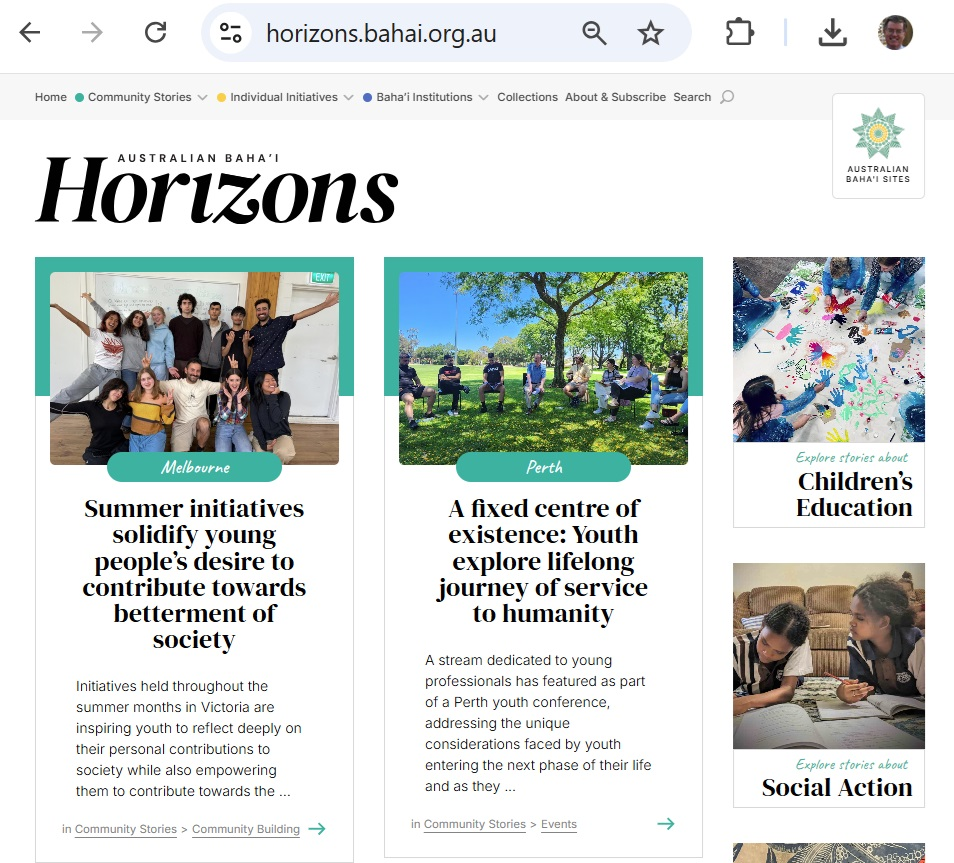 horizons.bahai.org.au
Home Community Stories Individual Initiatives Baha'i Institutions Collections About & Subscribe Search
AUSTRALIAN BAHA'I
Horizons
AUSTRALIAN
BAHA'I SITES
EXIT
Melbourne
Summer initiatives
solidify young
people's desire to
contribute towards
betterment of
society
Initiatives held throughout the
summer months in Victoria are
inspiring youth to reflect deeply on
their personal contributions to
society while also empowering
them to contribute towards the ...
in Community Stories > Community Building
Perth
A fixed centre of
existence: Youth
explore lifelong
journey of service
to humanity
A stream dedicated to young
professionals has featured as part
of a Perth youth conference,
addressing the unique
considerations faced by youth
entering the next phase of their life
and as they ...
in Community Stories > Events
Explore stories about
Children's
Education
Explore stories about
Social Action